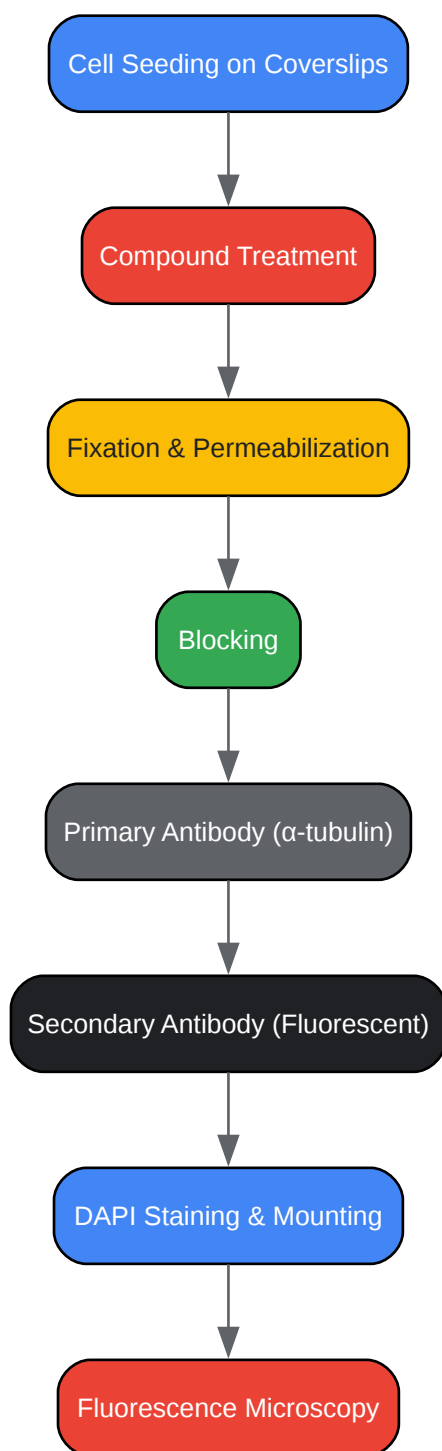 Cell Seeding on Coverslips
Compound Treatment
Fixation & Permeabilization
Blocking
Primary Antibody (α-tubulin)
Secondary Antibody (Fluorescent)
DAPI Staining & Mounting
Fluorescence Microscopy